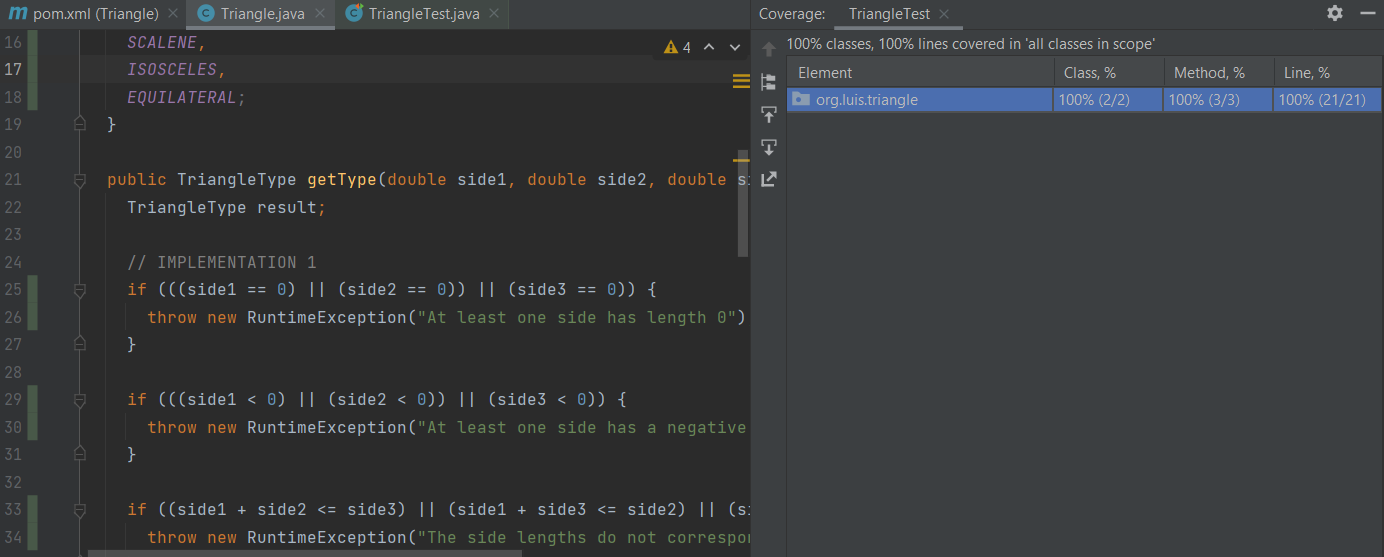 pom.xml (Triangle) Triangle.java TriangleTest.java
16 SCALENE,
17 ISOSCELES,
18 EQUILATERAL;
19 }
20
21 public TriangleType getType(double side1, double side2, double si
22 TriangleType result;
23
24 // IMPLEMENTATION 1
25 if (((side1 == 0) || (side2 == 0)) || (side3 == 0)) {
26 throw new RuntimeException("At least one side has length 0")
27 }
28
29 if (((side1 < 0) || (side2 < 0)) || (side3 < 0)) {
30 throw new RuntimeException("At least one side has a negative
31 }
32
33 if ((side1 + side2 <= side3) || (side1 + side3 <= side2) || (si
34 throw new RuntimeException("The side lengths do not correspon
4
Coverage: TriangleTest
100% classes, 100% lines covered in 'all classes in scope'
Element Class, % Method, % Line, %
org.luis.triangle 100% (2/2) 100% (3/3) 100% (21/21)